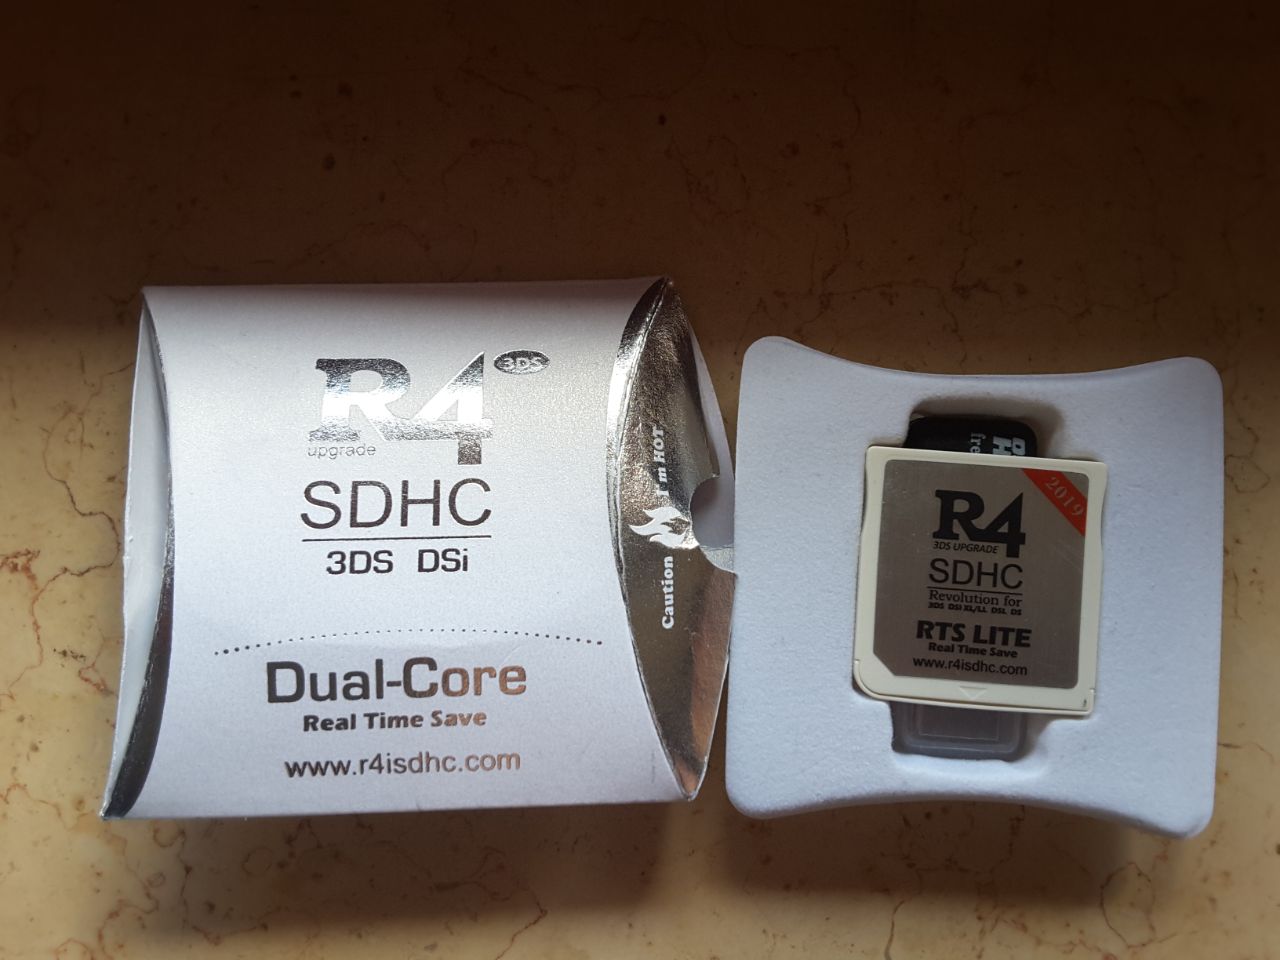 R4 3DS
upgrade
SDHC
3DS DSi
Dual-Core
Real Time Save
www.r4isdhc.com
Caution I'm HOT
R4
2019
3DS UPGRADE
SDHC
Revolution for
3DS DSi XL/LL DSL DS
RTS LITE
Real Time Save
www.r4isdhc.com